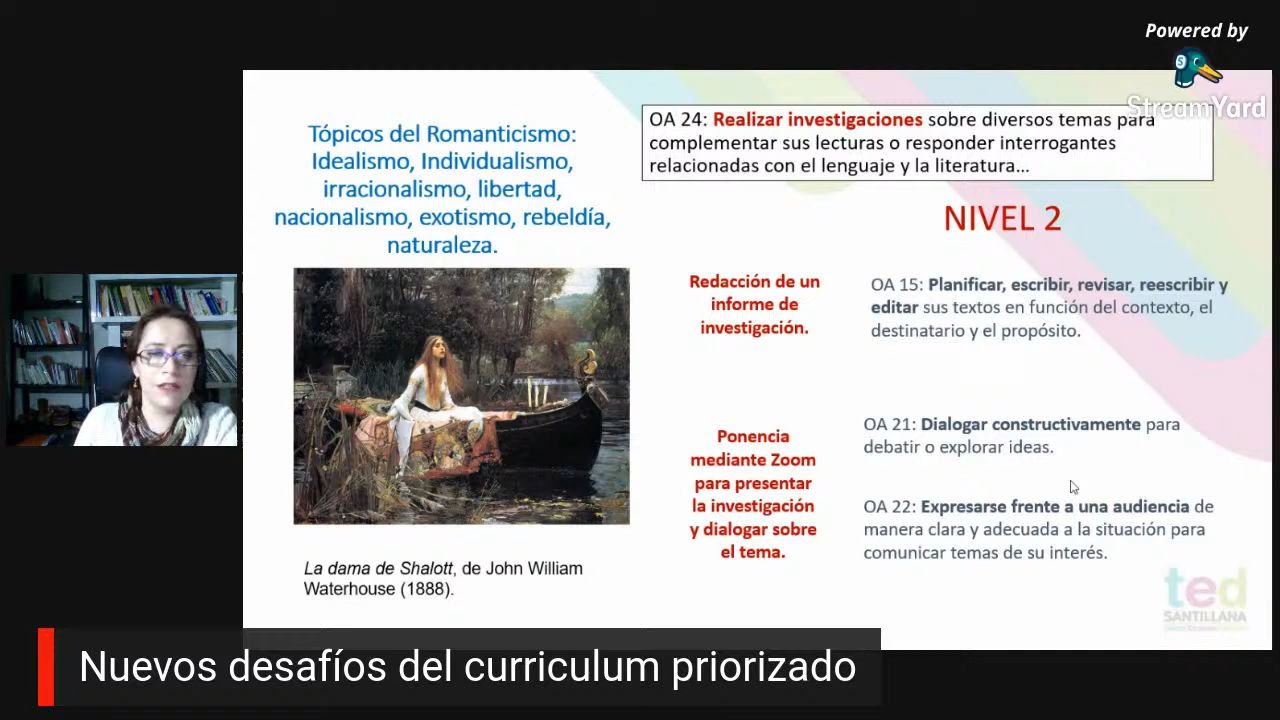 Powered by
StreamYard
Tópicos del Romanticismo:
Idealismo, Individualismo,
irracionalismo, libertad,
nacionalismo, exotismo, rebeldía,
naturaleza.
La dama de Shalott, de John William
Waterhouse (1888).
OA 24: Realizar investigaciones sobre diversos temas para
complementar sus lecturas o responder interrogantes
relacionadas con el lenguaje y la literatura...
NIVEL 2
Redacción de un
informe de
investigación.
OA 15: Planificar, escribir, revisar, reescribir y
editar sus textos en función del contexto, el
destinatario y el propósito.
Ponencia
mediante Zoom
para presentar
la investigación
y dialogar sobre
el tema.
OA 21: Dialogar constructivamente para
debatir o explorar ideas.
OA 22: Expresarse frente a una audiencia de
manera clara y adecuada a la situación para
comunicar temas de su interés.
ted
SANTILLANA
Nuevos desafíos del curriculum priorizado